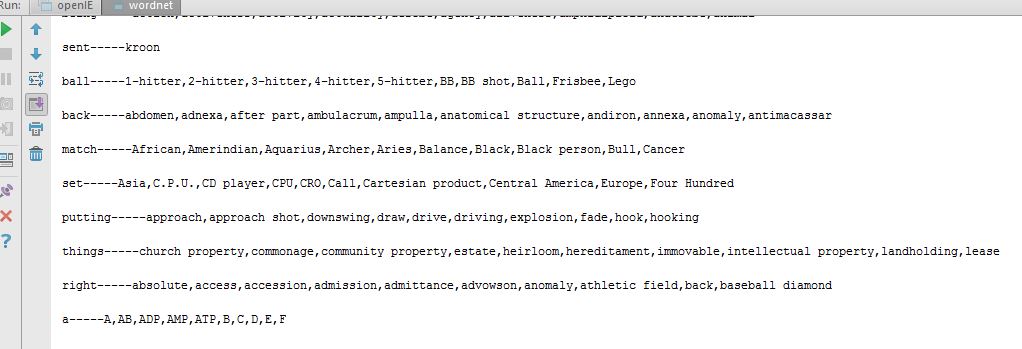 Run: openIE wordnet
sent-----kroon
ball-----1-hitter,2-hitter,3-hitter,4-hitter,5-hitter,BB,BB shot,Ball,Frisbee,Lego
back-----abdomen,adnexa,after part,ambulacrum,ampulla,anatomical structure,andiron,annexa,anomaly,antimacassar
match-----African,Amerindian,Aquarius,Archer,Aries,Balance,Black,Black person,Bull,Cancer
set-----Asia,C.P.U.,CD player,CPU,CRO,Call,Cartesian product,Central America,Europe,Four Hundred
putting-----approach,approach shot,downswing,draw,drive,driving,explosion,fade,hook,hooking
things-----church property,commonage,community property,estate,heirloom,hereditament,immovable,intellectual property,landholding,lease
right-----absolute,access,accession,admission,admittance,advowson,anomaly,athletic field,back,baseball diamond
a-----A,AB,ADP,AMP,ATP,B,C,D,E,F